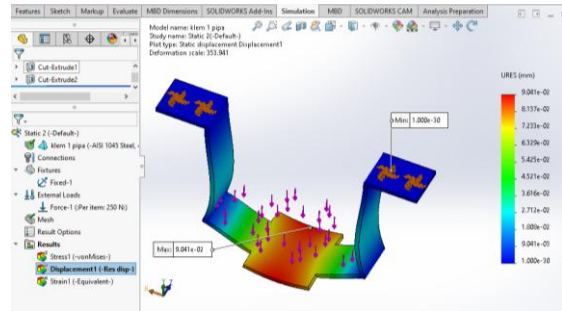 Features Sketch Markup Evaluate MBD Dimensions SOLIDWORKS Add-Ins Simulation MBD SOLIDWORKS CAM Analysis Preparation
Model name: klem 1 pipa
Study name: Static 2(-Default-)
Plot type: Static displacement Displacement1
Deformation scale: 353.941
Cut-Extrude1
Cut-Extrude2
Static 2 (-Default-)
klem 1 pipa (-AISI 1045 Steel,
Connections
Fixtures
Fixed-1
External Loads
Force-1 (:Per item: 250 N:)
Mesh
Result Options
Results
Stress1 (-vonMises-)
Displacement1 (-Res disp-)
Strain1 (-Equivalent-)
Min: 1.000e-30
Max: 9.041e-02
URES (mm)
9.041e-02
8.137e-02
7.233e-02
6.329e-02
5.425e-02
4.521e-02
3.616e-02
2.712e-02
1.808e-02
9.041e-03
1.000e-30